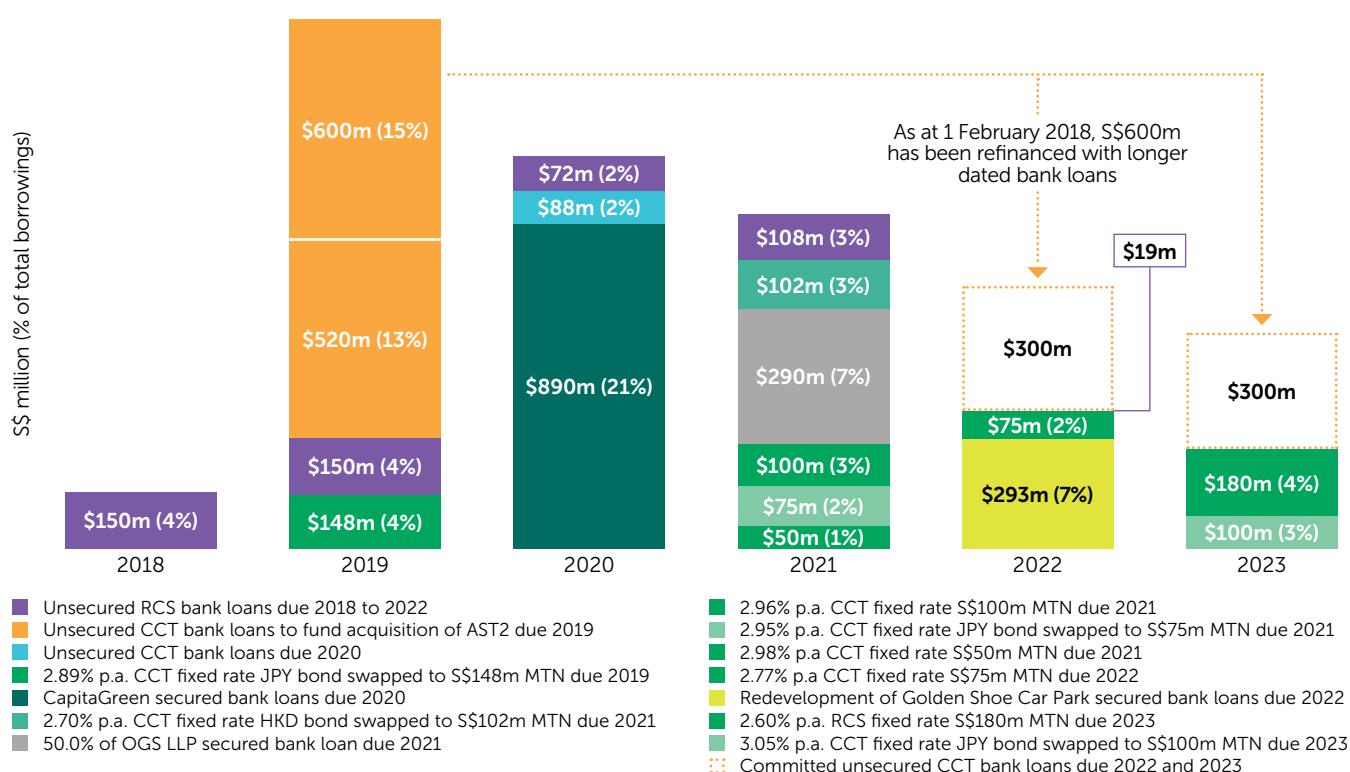 S$ million (% of total borrowings)
$150m (4%)
2018
$600m (15%)
$520m (13%)
$150m (4%)
$148m (4%)
2019
$72m (2%)
$88m (2%)
$890m (21%)
2020
$108m (3%)
$102m (3%)
$290m (7%)
$100m (3%)
$75m (2%)
$50m (1%)
2021
As at 1 February 2018, S$600m
has been refinanced with longer
dated bank loans
$19m
$300m
$75m (2%)
$293m (7%)
2022
$300m
$180m (4%)
$100m (3%)
2023
Unsecured RCS bank loans due 2018 to 2022
Unsecured CCT bank loans to fund acquisition of AST2 due 2019
Unsecured CCT bank loans due 2020
2.89% p.a. CCT fixed rate JPY bond swapped to S$148m MTN due 2019
CapitaGreen secured bank loans due 2020
2.70% p.a. CCT fixed rate HKD bond swapped to S$102m MTN due 2021
50.0% of OGS LLP secured bank loan due 2021
2.96% p.a. CCT fixed rate S$100m MTN due 2021
2.95% p.a. CCT fixed rate JPY bond swapped to S$75m MTN due 2021
2.98% p.a CCT fixed rate S$50m MTN due 2021
2.77% p.a. CCT fixed rate S$75m MTN due 2022
Redevelopment of Golden Shoe Car Park secured bank loans due 2022
2.60% p.a. RCS fixed rate S$180m MTN due 2023
3.05% p.a. CCT fixed rate JPY bond swapped to S$100m MTN due 2023
Committed unsecured CCT bank loans due 2022 and 2023